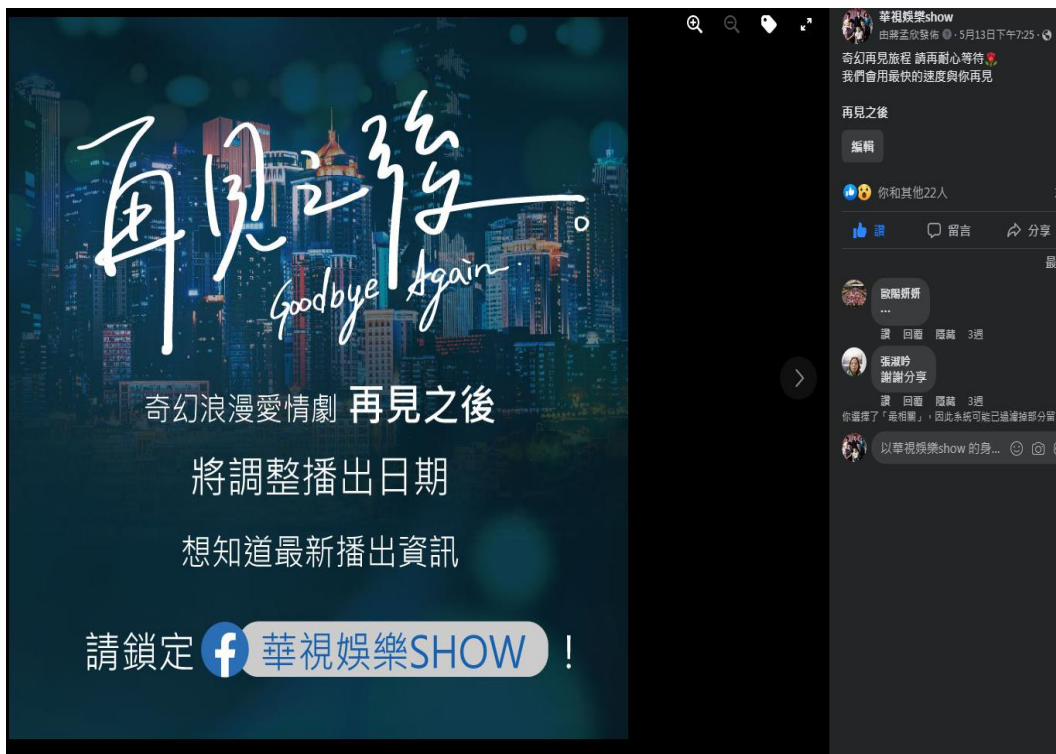 再見之後。
Goodbye Again
奇幻浪漫愛情劇 再見之後
將調整播出日期
想知道最新播出資訊
請鎖定 f 華視娛樂SHOW !
華視娛樂show
由蔣孟欣發佈 · 5月13日下午7:25 ·
奇幻再見旅程 請再耐心等待🌹
我們會用最快的速度與你再見
再見之後
編輯
你和其他22人
讚 留言 分享
最
歐陽妍妍
...
讚 回覆 隱藏 3週
張淑吟
謝謝分享
讚 回覆 隱藏 3週
你選擇了「最相關」，因此系統可能已過濾掉部分留
以華視娛樂show 的身...